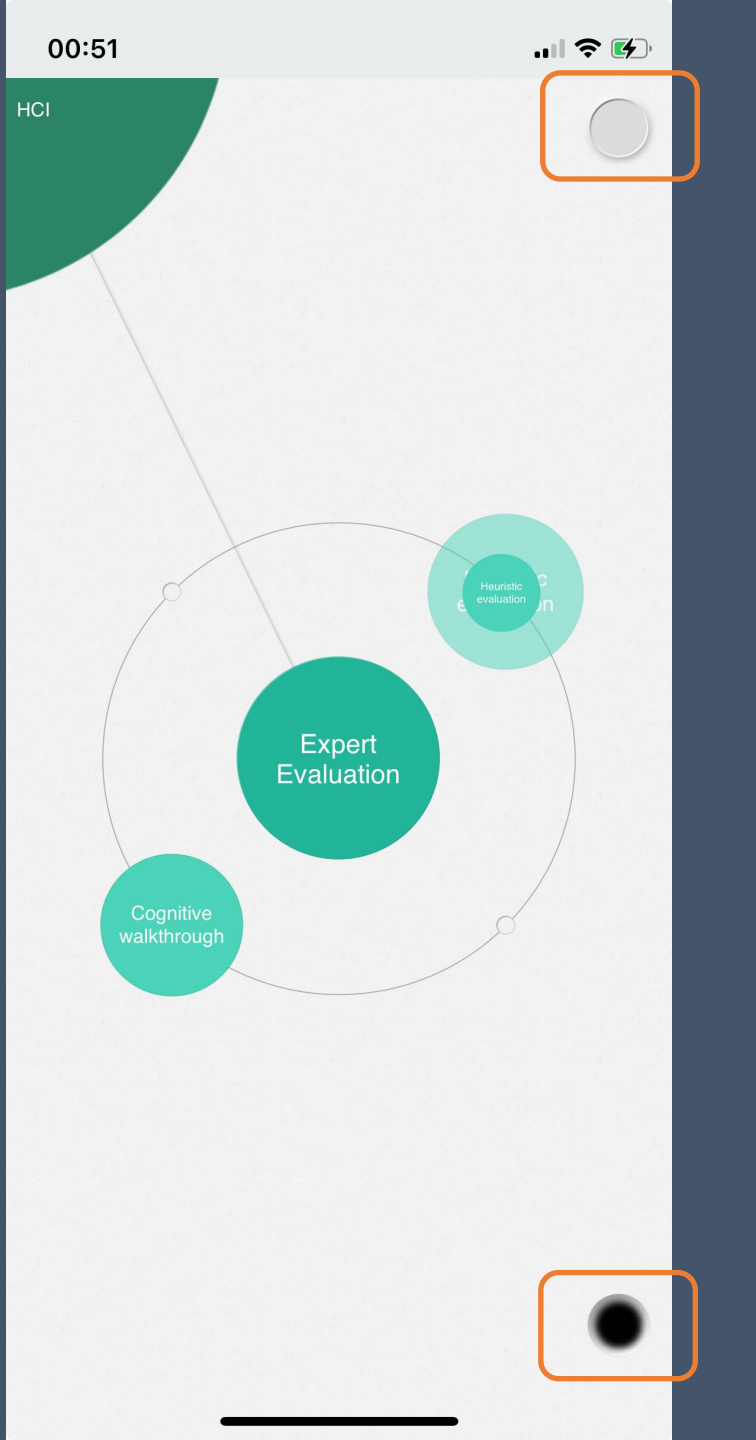 00:51
HCI
Heuristic
evaluation
Expert
Evaluation
Cognitive
walkthrough